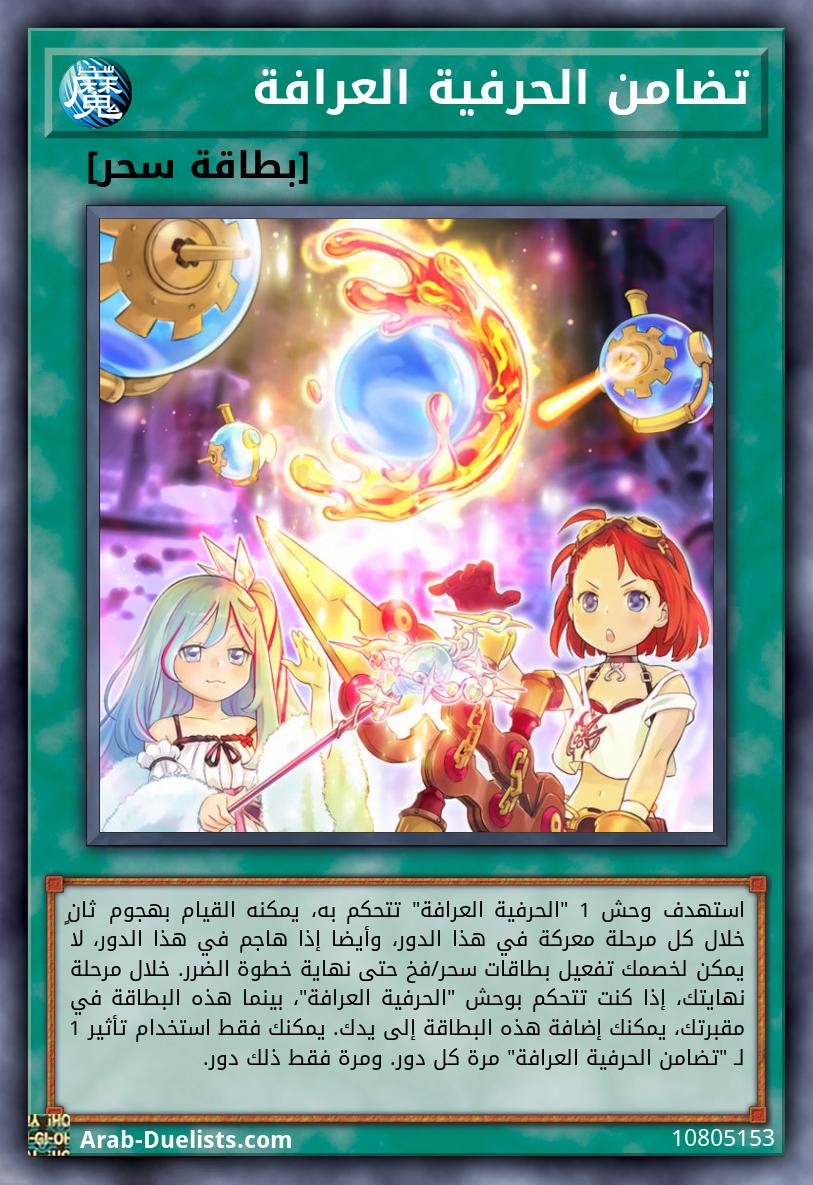 تضامن الحرفية العرافة
魔
[بطاقة سحر]
استهدف وحش 1 "الحرفية العرافة" تتحكم به، يمكنه القيام بهجوم ثانٍ
خلال كل مرحلة معركة في هذا الدور، وأيضا إذا هاجم في هذا الدور، لا
يمكن لخصمك تفعيل بطاقات سحر/فخ حتى نهاية خطوة الضرر. خلال مرحلة
نهايتك، إذا كنت تتحكم بوحش "الحرفية العرافة"، بينما هذه البطاقة في
مقبرتك، يمكنك إضافة هذه البطاقة إلى يدك. يمكنك فقط استخدام تأثير 1
لـ "تضامن الحرفية العرافة" مرة كل دور. ومرة فقط ذلك دور.
Arab-Duelists.com
10805153